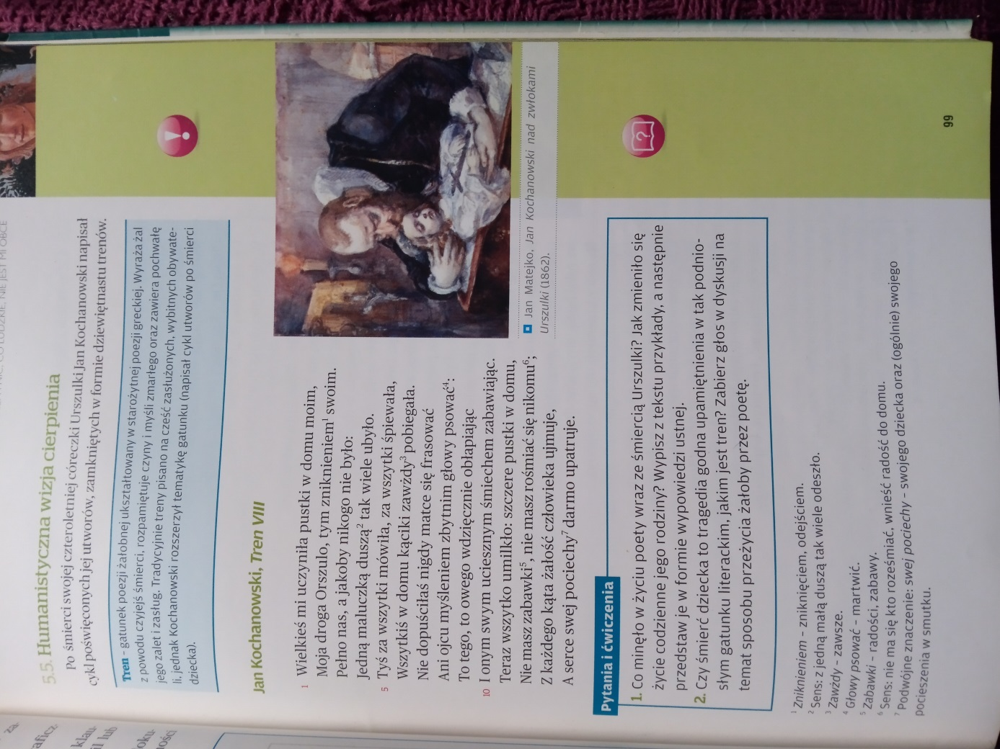 NIC, CO LUDZKIE, NIE JEST MI OBCE
5.5. Humanistyczna wizja cierpienia
Po śmierci swojej czteroletniej córeczki Urszulki Jan Kochanowski napisał
cykl poświęconych jej utworów, zamkniętych w formie dziewiętnastu trenów.
Tren – gatunek poezji żałobnej ukształtowany w starożytnej poezji greckiej. Wyraża żal
z powodu czyjejś śmierci, rozpamiętuje czyny i myśli zmarłego oraz zawiera pochwałę
jego zalet i zasług. Tradycyjnie treny pisano na cześć zasłużonych, wybitnych obywate-
li, jednak Kochanowski rozszerzył tematykę gatunku (napisał cykl utworów po śmierci
dziecka).
Jan Kochanowski, Tren VIII
1 Wielkieś mi uczyniła pustki w domu moim,
Moja droga Orszulo, tym zniknieniem¹ swoim.
Pełno nas, a jakoby nikogo nie było:
Jedną maluczką duszą² tak wiele ubyło.
5 Tyś za wszytki mówiła, za wszytki śpiewała,
Wszytkiś w domu kąciki zawżdy³ pobiegała.
Nie dopuściłaś nigdy matce się frasować
Ani ojcu myśleniem zbytnim głowy psować⁴:
To tego, to owego wdzięcznie obłapiając
10 I onym swym uciesznym śmiechem zabawiając.
Teraz wszytko umilkło: szczere pustki w domu,
Nie masz zabawki⁵, nie masz rośmiać się nikomu⁶;
Z każdego kąta żałość człowieka ujmuje,
A serce swej pociechy⁷ darmo upatruje.
Jan Matejko, Jan Kochanowski nad zwłokami
Urszulki (1862).
Pytania i ćwiczenia
1. Co minęło w życiu poety wraz ze śmiercią Urszulki? Jak zmieniło się
życie codzienne jego rodziny? Wypisz z tekstu przykłady, a następnie
przedstaw je w formie wypowiedzi ustnej.
2. Czy śmierć dziecka to tragedia godna upamiętnienia w tak podnio-
słym gatunku literackim, jakim jest tren? Zabierz głos w dyskusji na
temat sposobu przeżycia żałoby przez poetę.
¹ Zniknieniem – zniknięciem, odejściem.
² Sens: z jedną małą duszą tak wiele odeszło.
³ Zawżdy – zawsze.
⁴ Głowy psować – martwić.
⁵ Zabawki – radości, zabawy.
⁶ Sens: nie ma się kto roześmiać, wnieść radość do domu.
⁷ Podwójne znaczenie: swej pociechy – swojego dziecka oraz (ogólnie) swojego
pocieszenia w smutku.
99